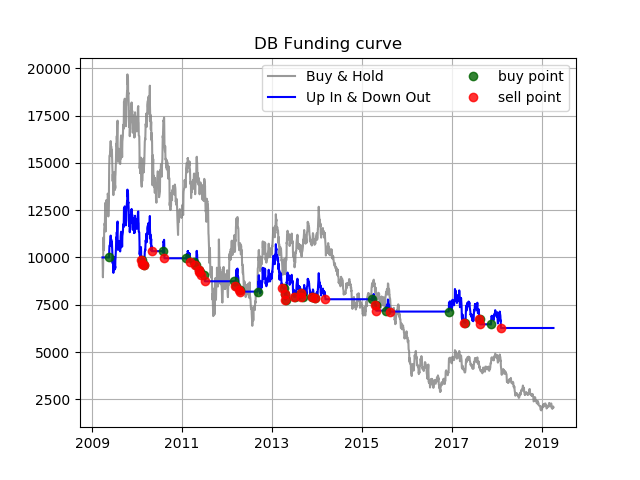 DB Funding curve
Buy & Hold
Up In & Down Out
buy point
sell point
20000
17500
15000
12500
10000
7500
5000
2500
2009 2011 2013 2015 2017 2019